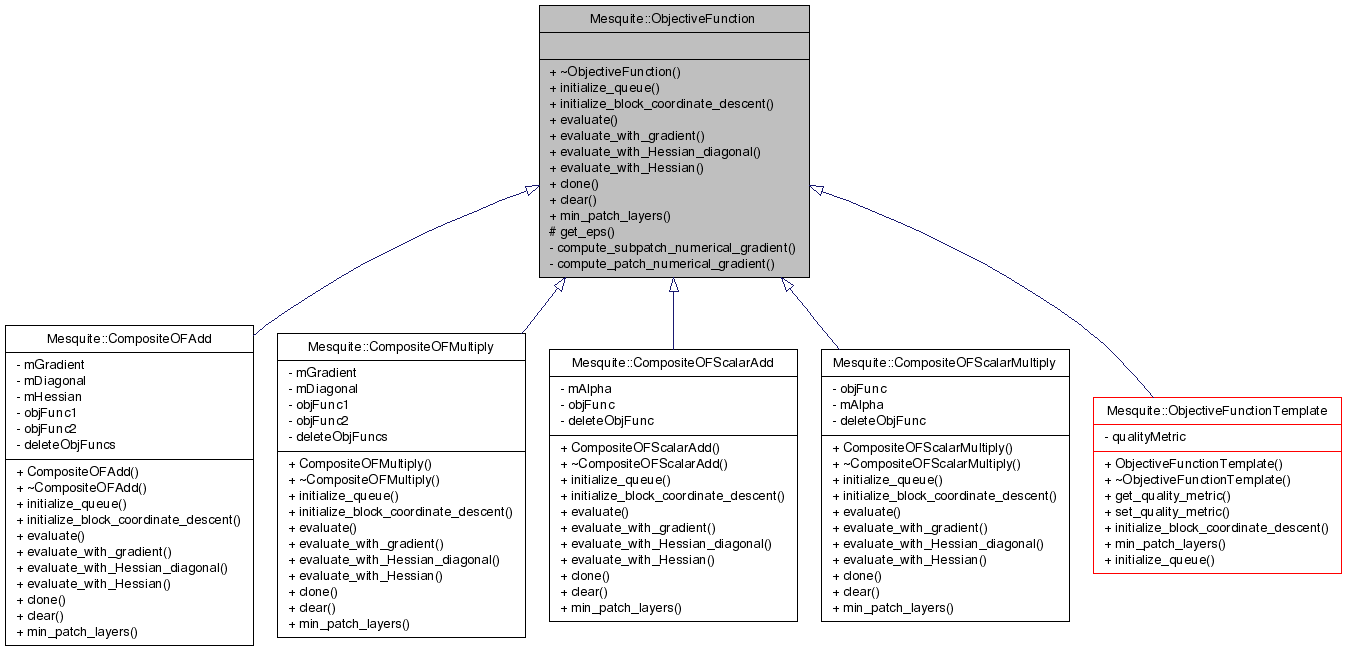 Mesquite::ObjectiveFunction
+ ~ObjectiveFunction()
+ initialize_queue()
+ initialize_block_coordinate_descent()
+ evaluate()
+ evaluate_with_gradient()
+ evaluate_with_Hessian_diagonal()
+ evaluate_with_Hessian()
+ clone()
+ clear()
+ min_patch_layers()
# get_eps()
- compute_subpatch_numerical_gradient()
- compute_patch_numerical_gradient()
Mesquite::CompositeOFAdd
- mGradient
- mDiagonal
- mHessian
- objFunc1
- objFunc2
- deleteObjFuncs
+ CompositeOFAdd()
+ ~CompositeOFAdd()
+ initialize_queue()
+ initialize_block_coordinate_descent()
+ evaluate()
+ evaluate_with_gradient()
+ evaluate_with_Hessian_diagonal()
+ evaluate_with_Hessian()
+ clone()
+ clear()
+ min_patch_layers()
Mesquite::CompositeOFMultiply
- mGradient
- mDiagonal
- objFunc1
- objFunc2
- deleteObjFuncs
+ CompositeOFMultiply()
+ ~CompositeOFMultiply()
+ initialize_queue()
+ initialize_block_coordinate_descent()
+ evaluate()
+ evaluate_with_gradient()
+ evaluate_with_Hessian_diagonal()
+ evaluate_with_Hessian()
+ clone()
+ clear()
+ min_patch_layers()
Mesquite::CompositeOFScalarAdd
- mAlpha
- objFunc
- deleteObjFunc
+ CompositeOFScalarAdd()
+ ~CompositeOFScalarAdd()
+ initialize_queue()
+ initialize_block_coordinate_descent()
+ evaluate()
+ evaluate_with_gradient()
+ evaluate_with_Hessian_diagonal()
+ evaluate_with_Hessian()
+ clone()
+ clear()
+ min_patch_layers()
Mesquite::CompositeOFScalarMultiply
- objFunc
- mAlpha
- deleteObjFunc
+ CompositeOFScalarMultiply()
+ ~CompositeOFScalarMultiply()
+ initialize_queue()
+ initialize_block_coordinate_descent()
+ evaluate()
+ evaluate_with_gradient()
+ evaluate_with_Hessian_diagonal()
+ evaluate_with_Hessian()
+ clone()
+ clear()
+ min_patch_layers()
Mesquite::ObjectiveFunctionTemplate
- qualityMetric
+ ObjectiveFunctionTemplate()
+ ~ObjectiveFunctionTemplate()
+ get_quality_metric()
+ set_quality_metric()
+ initialize_block_coordinate_descent()
+ min_patch_layers()
+ initialize_queue()